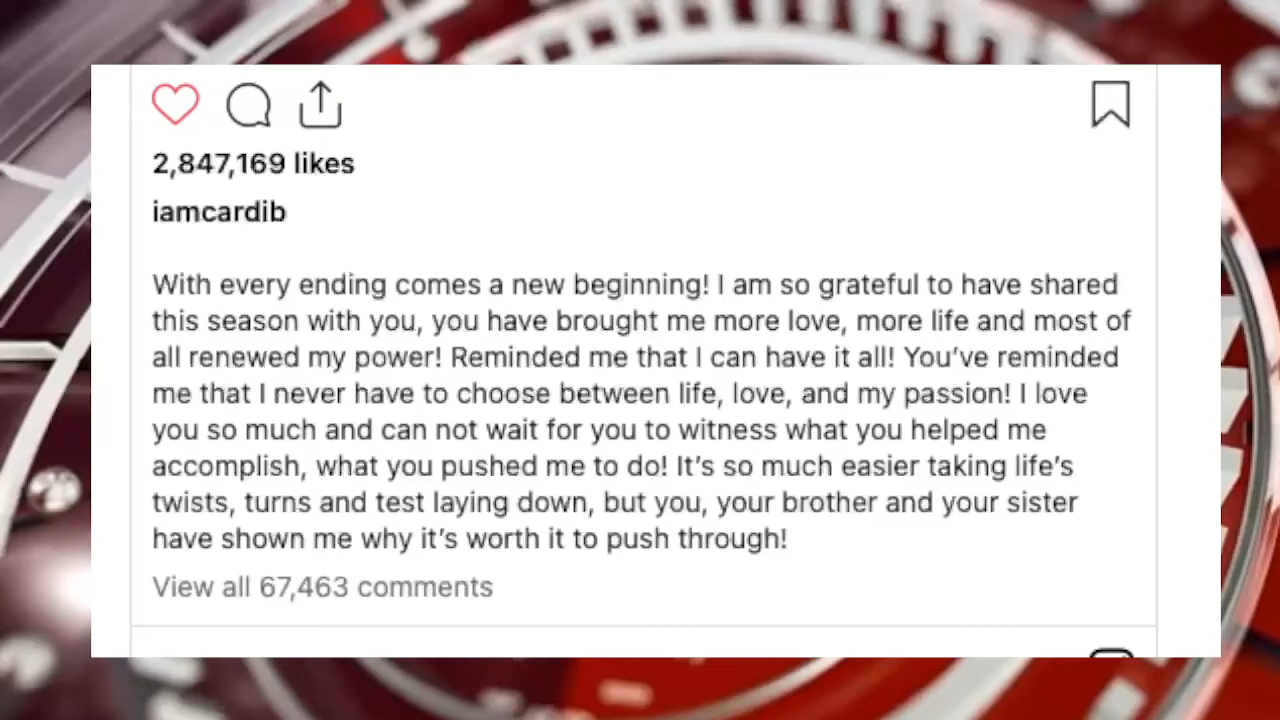 2,847,169 likes
iamcardib
With every ending comes a new beginning! I am so grateful to have shared
this season with you, you have brought me more love, more life and most of
all renewed my power! Reminded me that I can have it all! You’ve reminded
me that I never have to choose between life, love, and my passion! I love
you so much and can not wait for you to witness what you helped me
accomplish, what you pushed me to do! It’s so much easier taking life’s
twists, turns and test laying down, but you, your brother and your sister
have shown me why it’s worth it to push through!
View all 67,463 comments